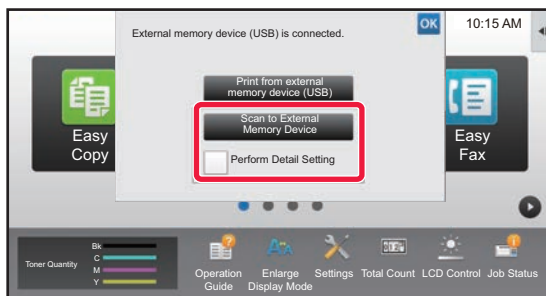 External memory device (USB) is connected.
OK
10:15 AM
Print from external
memory device (USB)
Scan to External
Memory Device
Perform Detail Setting
Easy
Copy
Easy
Fax
Toner Quantity
Bk
C
M
Y
Operation
Guide
Enlarge
Display Mode
Settings
Total Count
LCD Control
Job Status